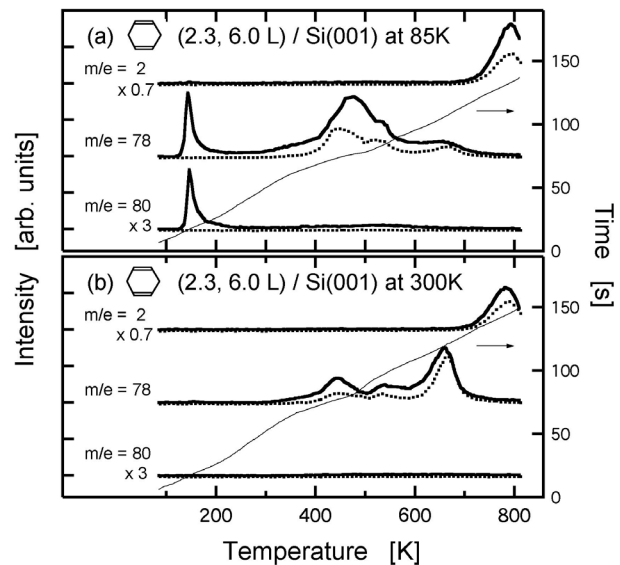 (a) (2.3, 6.0 L) / Si(001) at 85K
m/e = 2
x 0.7
m/e = 78
m/e = 80
x 3
150
100
50
0
(b) (2.3, 6.0 L) / Si(001) at 300K
m/e = 2
x 0.7
m/e = 78
m/e = 80
x 3
150
100
50
0
200 400 600 800
Temperature [K]
Intensity [arb. units]
Time [s]